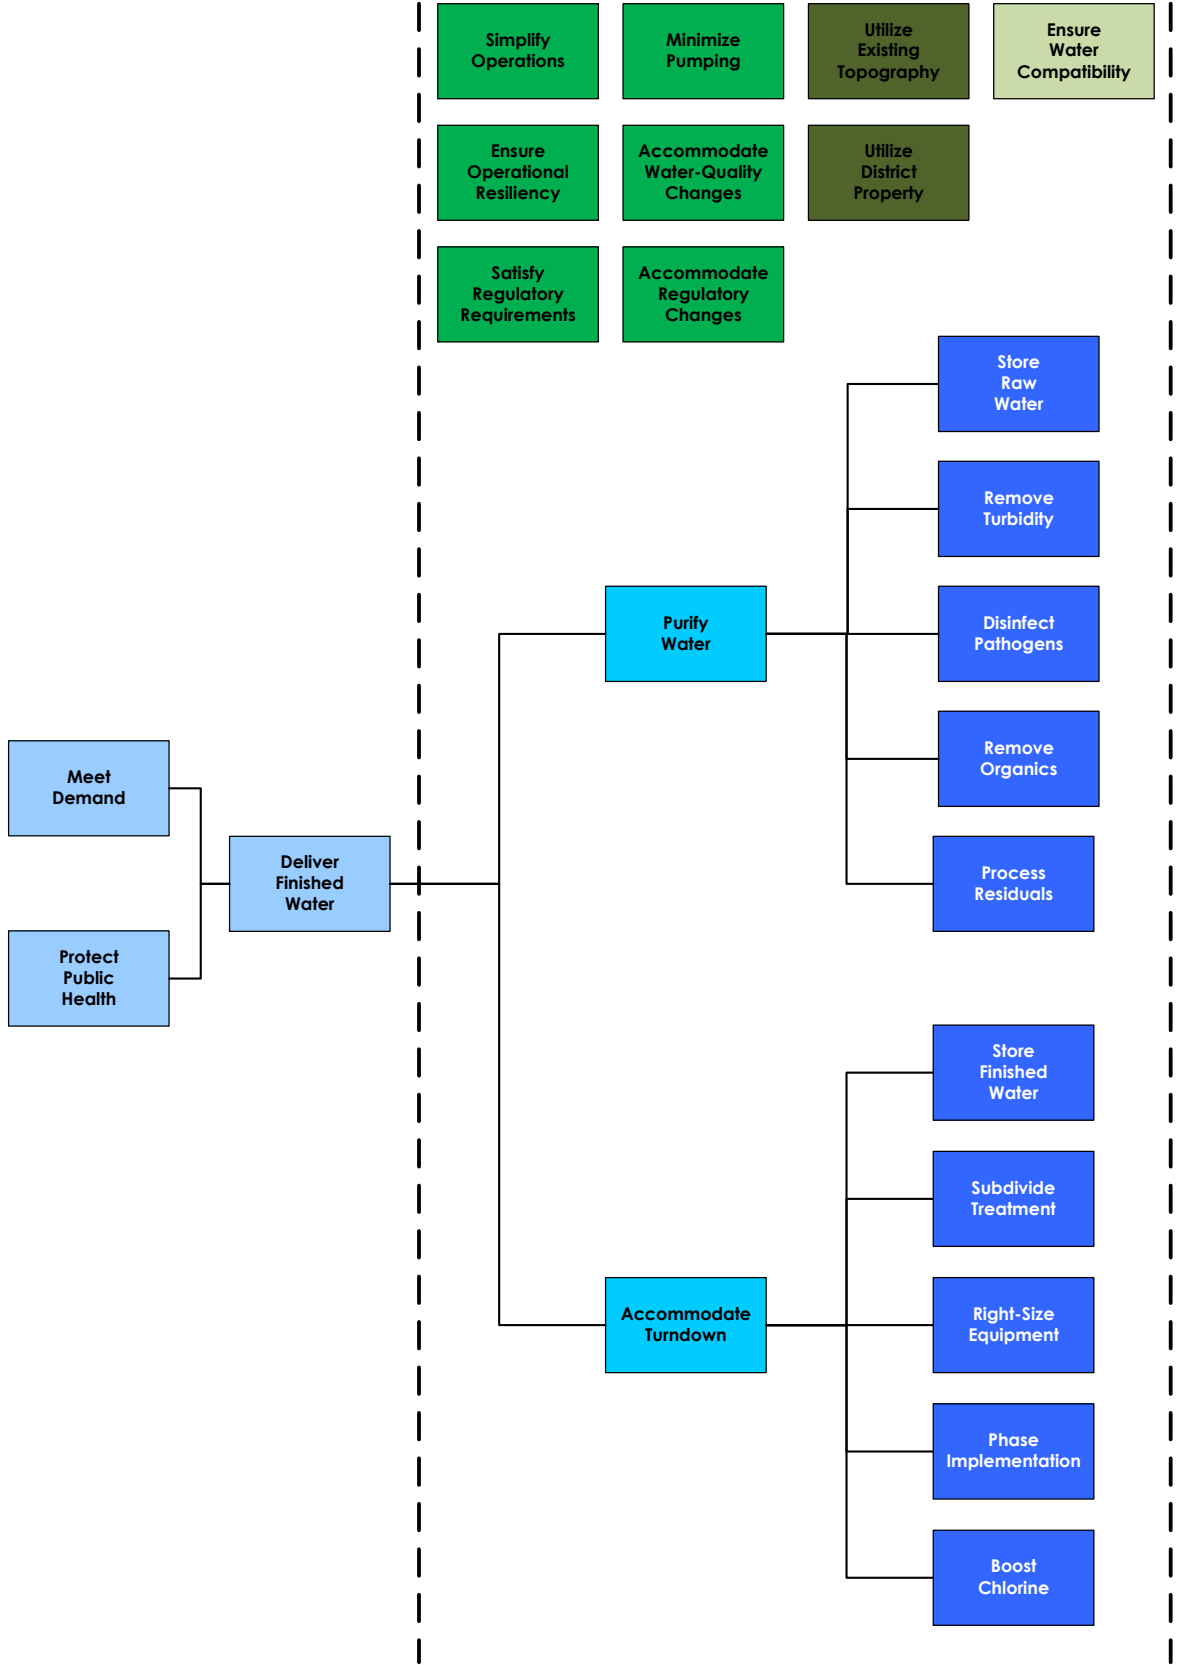 Simplify
Operations
Minimize
Pumping
Utilize
Existing
Topography
Ensure
Water
Compatibility
Ensure
Operational
Resiliency
Accommodate
Water-Quality
Changes
Utilize
District
Property
Satisfy
Regulatory
Requirements
Accommodate
Regulatory
Changes
Store
Raw
Water
Remove
Turbidity
Purify
Water
Disinfect
Pathogens
Remove
Organics
Meet
Demand
Deliver
Finished
Water
Process
Residuals
Protect
Public
Health
Store
Finished
Water
Subdivide
Treatment
Accommodate
Turndown
Right-Size
Equipment
Phase
Implementation
Boost
Chlorine